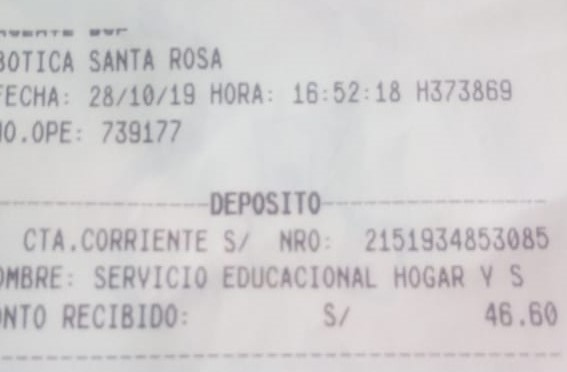 BOTICA SANTA ROSA
FECHA: 28/10/19 HORA: 16:52:18 H373869
NO.OPE: 739177
DEPOSITO
CTA.CORRIENTE S/ NRO: 2151934853085
OMBRE: SERVICIO EDUCACIONAL HOGAR Y S
ONTO RECIBIDO: S/ 46.60